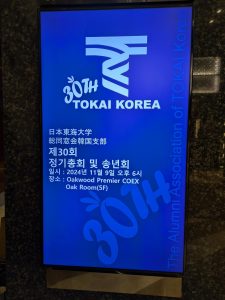 30TH
TOKAI KOREA
日本東海大学
総同窓会韓国支部
제30회
정기총회 및 송년회
일시 : 2024년 11월 9일 오후 6시
장소 : Oakwood Premier COEX
Oak Room(5F)
30TH
The Alumni Association of TOKAI Kor